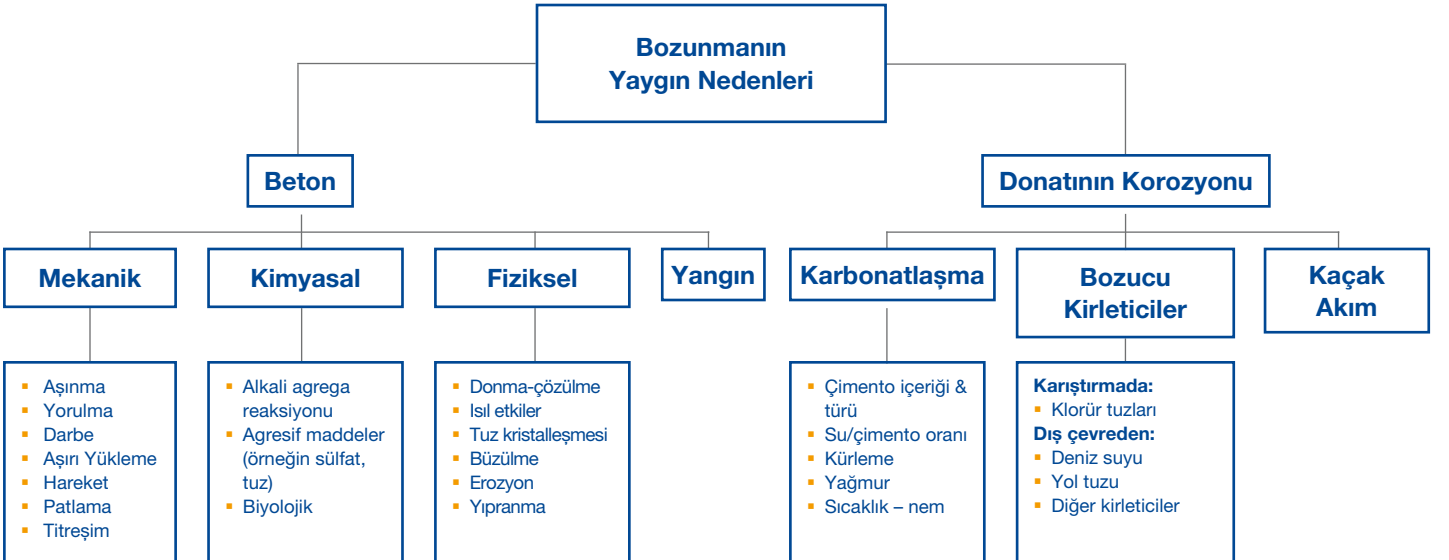 Bozunmanın
Yaygın Nedenleri
Beton
Donatının Korozyonu
Mekanik
Kimyasal
Fiziksel
Yangın
Karbonatlaşma
Bozucu
Kirleticiler
Kaçak
Akım
Aşınma
Yorulma
Darbe
Aşırı Yükleme
Hareket
Patlama
Titreşim
Alkali agrega
reaksiyonu
Agresif maddeler
(örneğin sülfat,
tuz)
Biyolojik
Donma-çözülme
Isıl etkiler
Tuz kristalleşmesi
Büzülme
Erozyon
Yıpranma
Çimento içeriği &
türü
Su/çimento oranı
Kürleme
Yağmur
Sıcaklık – nem
Karıştırmada:
Klorür tuzları
Dış çevreden:
Deniz suyu
Yol tuzu
Diğer kirleticiler